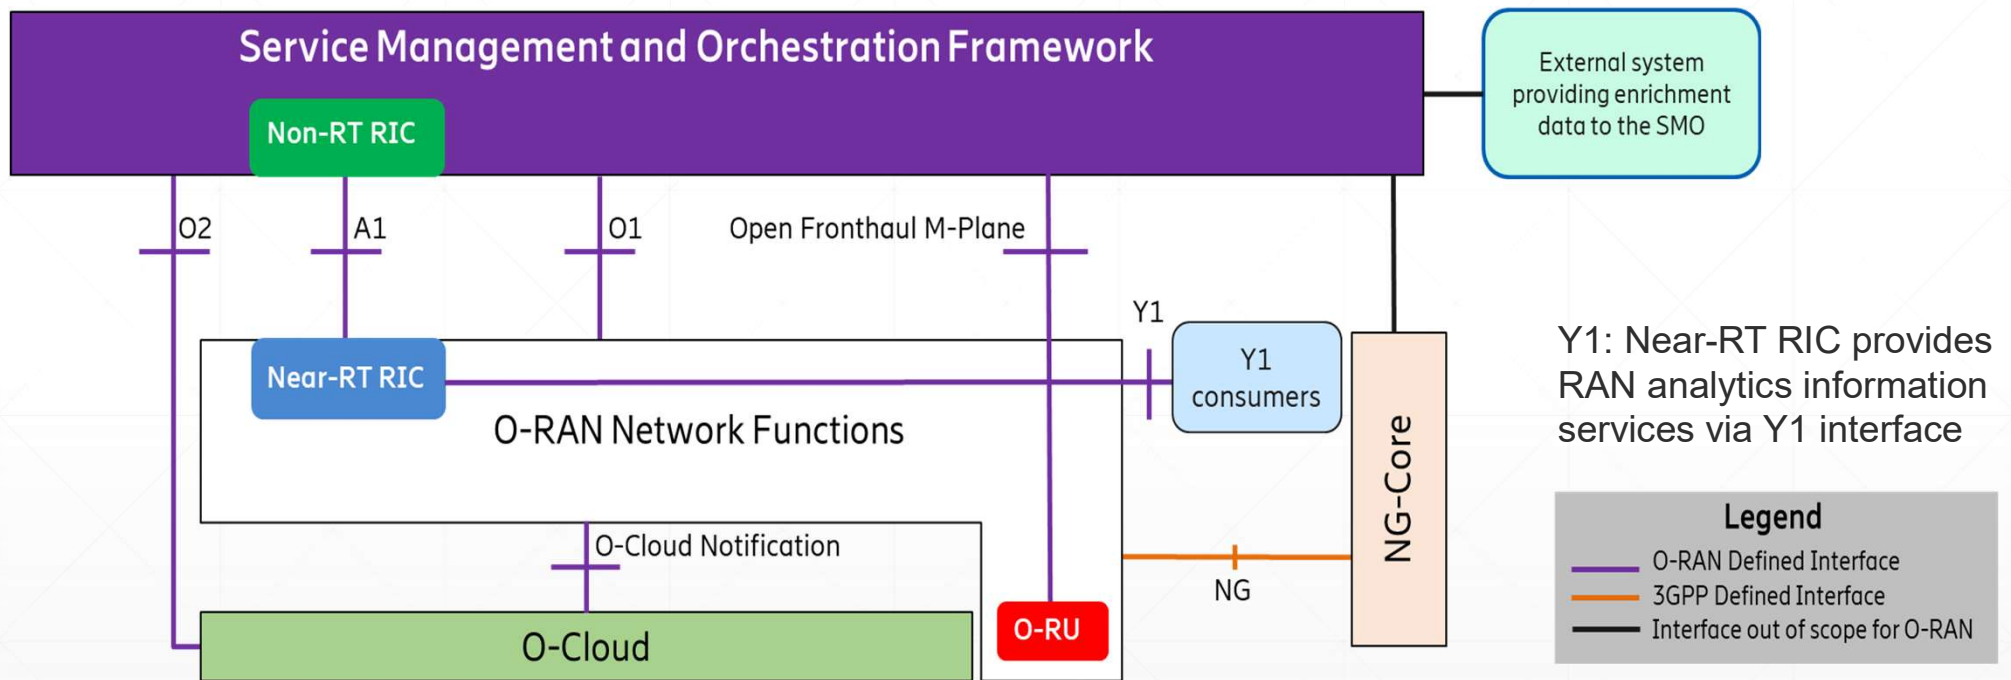 Service Management and Orchestration Framework
External system
providing enrichment
data to the SMO
Non-RT RIC
O2
A1
O1
Open Fronthaul M-Plane
Y1
Near-RT RIC
Y1
consumers
O-RAN Network Functions
NG-Core
Y1: Near-RT RIC provides
RAN analytics information
services via Y1 interface
O-Cloud Notification
NG
O-RU
O-Cloud
Legend
O-RAN Defined Interface
3GPP Defined Interface
Interface out of scope for O-RAN